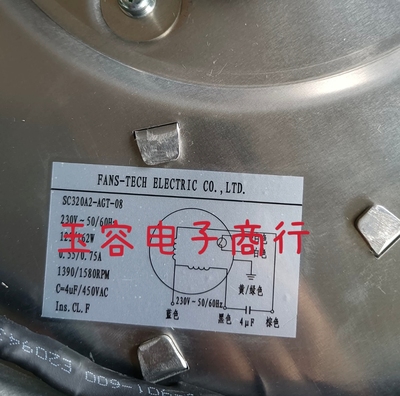 FANS-TECH ELECTRIC CO.,LTD.
SC320A2-AGT-08
230V~50/60Hz
0.55/0.75A
1390/1580RPM
C=4uF/450VAC
Ins.CL.F
白色
黄/绿色
230V~50/60Hz
蓝色
黑色
4μF
棕色
玉容电子商行